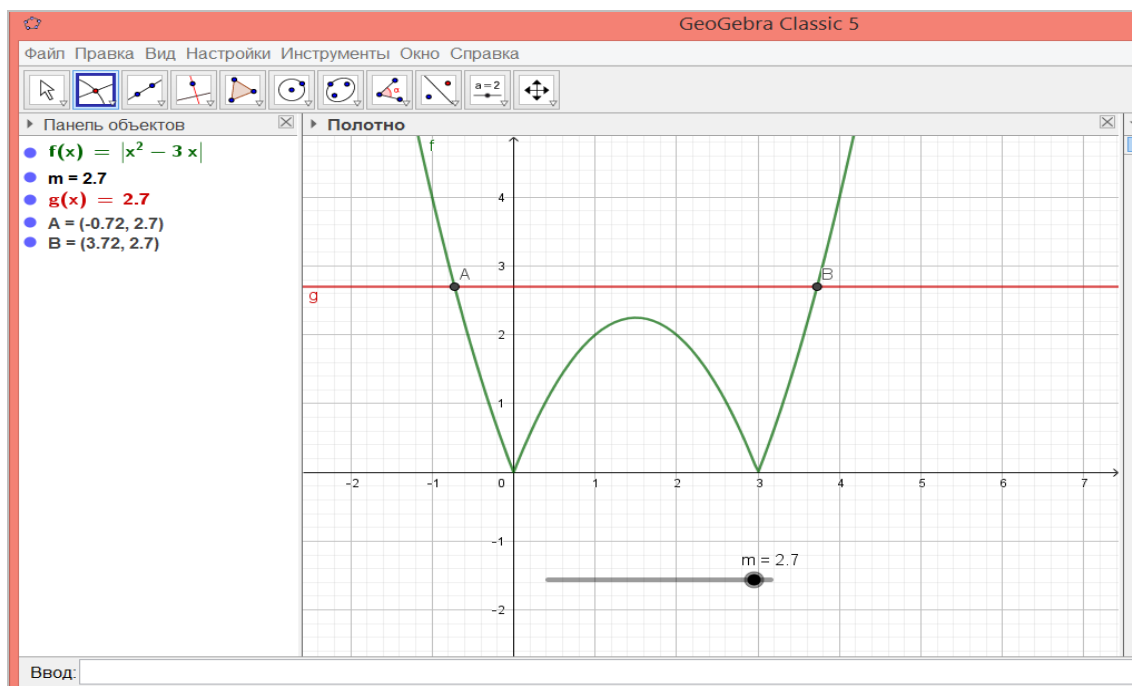 GeoGebra Classic 5
Файл Правка Вид Настройки Инструменты Окно Справка
a = 2
α
Панель объектов
f(x) = |x² − 3 x|
m = 2.7
g(x) = 2.7
A = (-0.72, 2.7)
B = (3.72, 2.7)
Полотно
f
4
3
A
B
g
2
1
-2
-1
0
1
2
3
4
5
6
7
-1
m = 2.7
-2
Ввод: